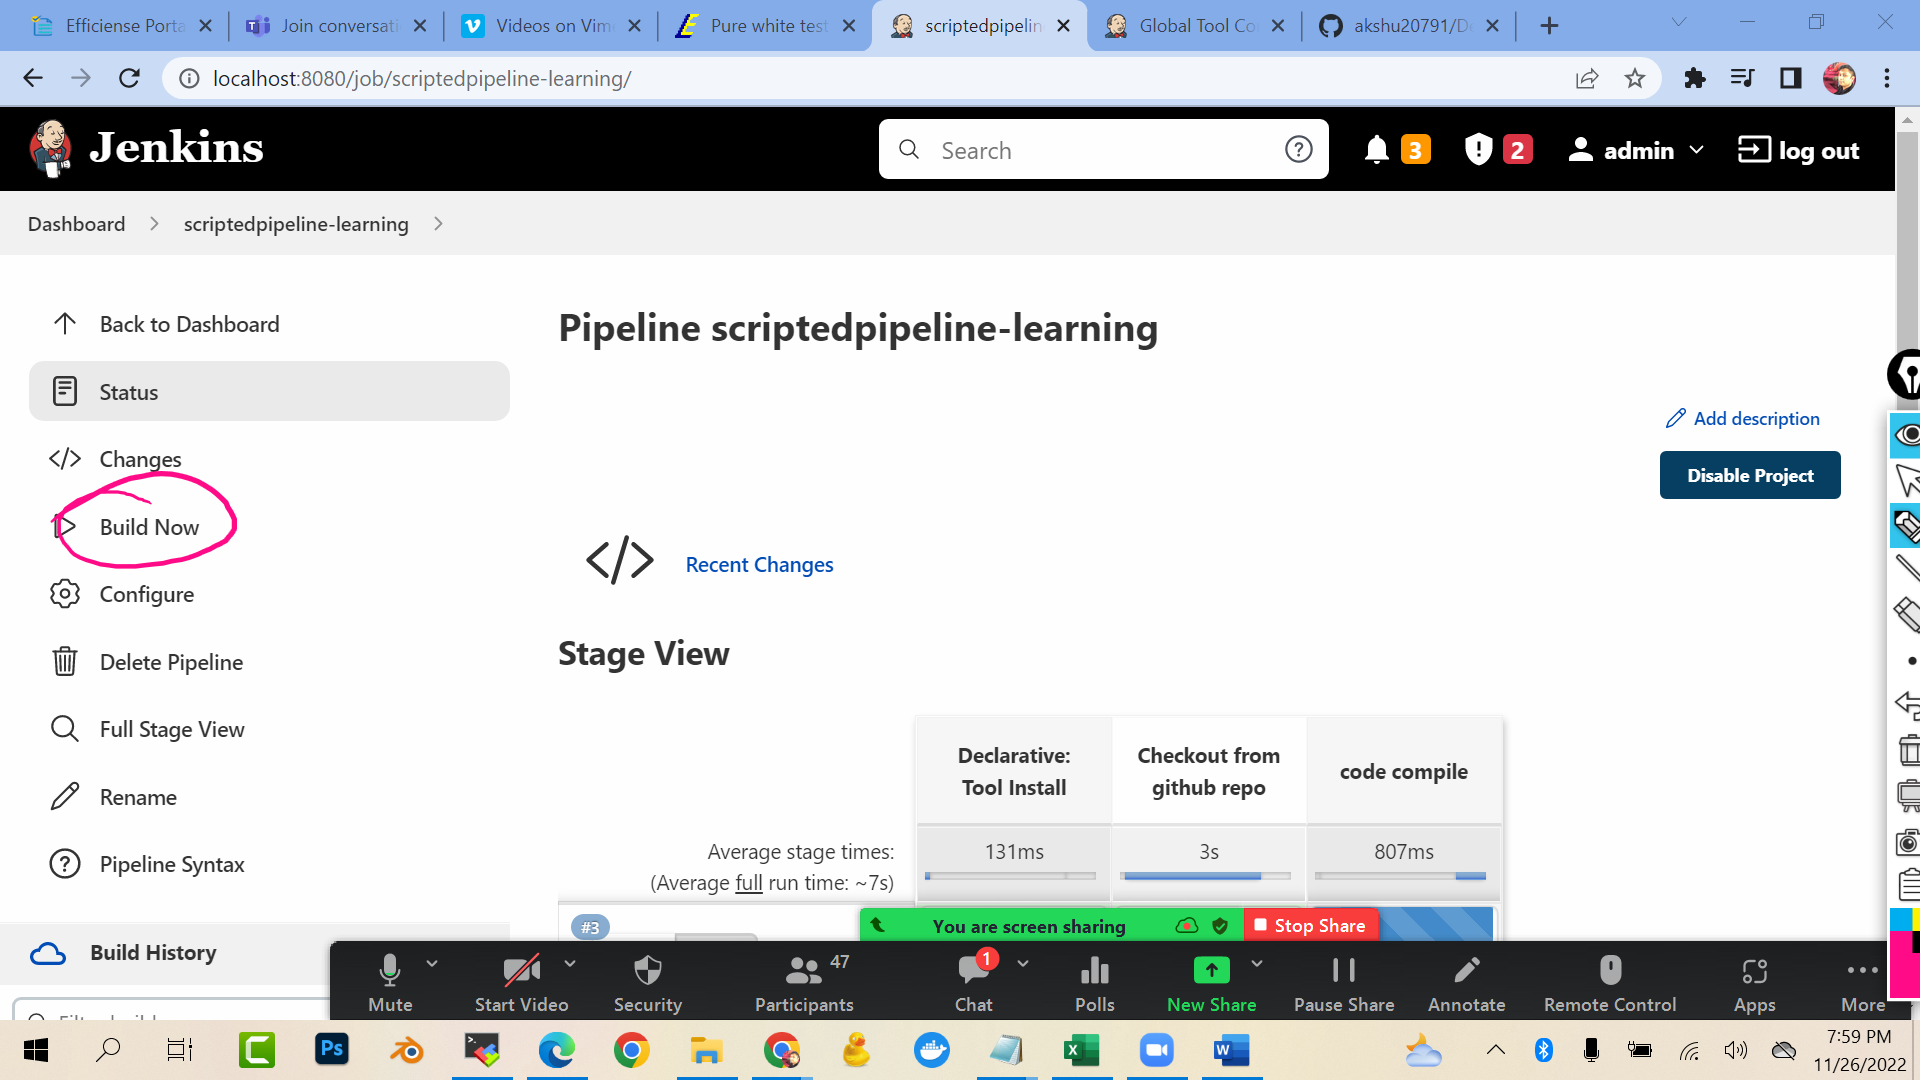 Efficiense Porta
Join conversati
Videos on Vim
Pure white test
scriptedpipelin
Global Tool Co
akshu20791/De
localhost:8080/job/scriptedpipeline-learning/
Jenkins
Search
3
2
admin
log out
Dashboard
scriptedpipeline-learning
Back to Dashboard
Status
Changes
Build Now
Configure
Delete Pipeline
Full Stage View
Rename
Pipeline Syntax
Build History
Pipeline scriptedpipeline-learning
Add description
Disable Project
Recent Changes
Stage View
Declarative:
Tool Install
Checkout from
github repo
code compile
Average stage times:
(Average full run time: ~7s)
131ms
3s
807ms
#3
You are screen sharing
Stop Share
Mute
Start Video
Security
Participants
47
Chat
1
Polls
New Share
Pause Share
Annotate
Remote Control
Apps
More
Ps
7:59 PM
11/26/2022